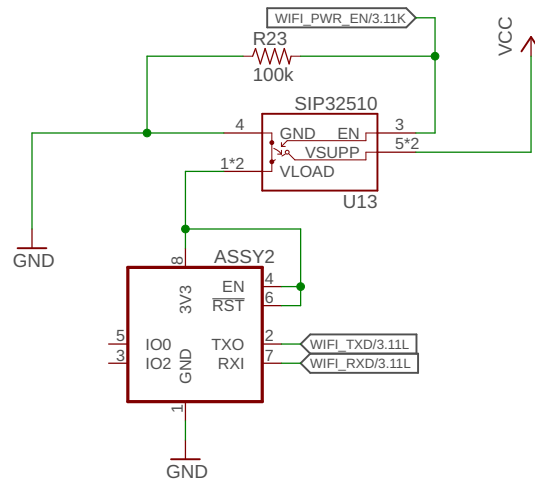 WIFI_PWR_EN/3.11K
R23
100k
VCC
SIP32510
4
GND
EN
3
VSUPP
5*2
1*2
VLOAD
U13
GND
ASSY2
8
3V3
EN
4
RST
6
5
IO0
TXO
2
WIFI_TXD/3.11L
3
IO2
GND
RXI
7
WIFI_RXD/3.11L
1
GND